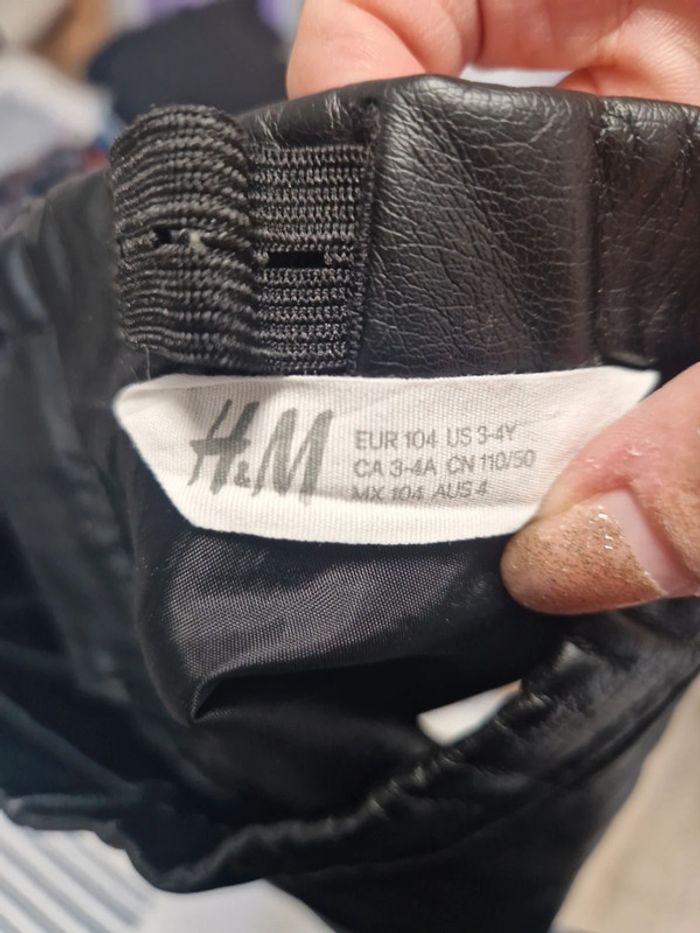 H&M
EUR 104 US 3-4Y
CA 3-4A CN 110/50
MX 104 AUS 4